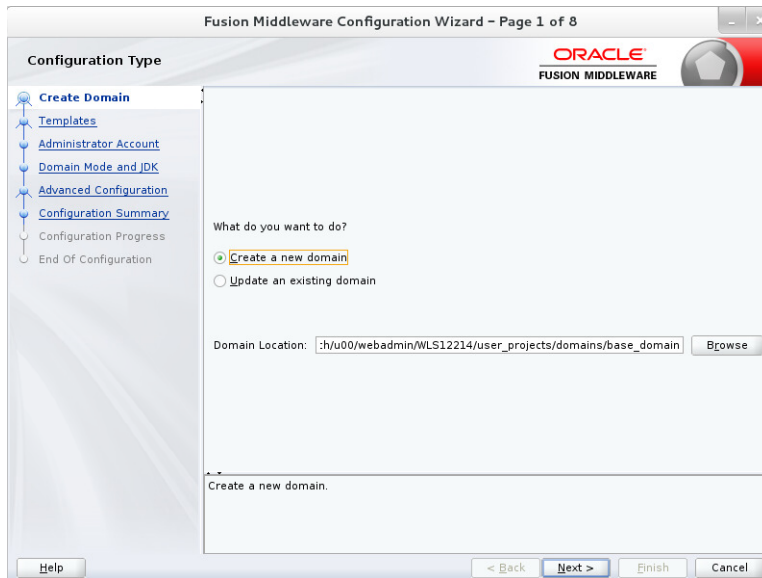 Fusion Middleware Configuration Wizard – Page 1 of 8
Configuration Type
ORACLE
FUSION MIDDLEWARE
Create Domain
Templates
Administrator Account
Domain Mode and JDK
Advanced Configuration
Configuration Summary
Configuration Progress
End Of Configuration
What do you want to do?
Create a new domain
Update an existing domain
Domain Location: :h/u00/webadmin/WLS12214/user_projects/domains/base_domain Browse
Create a new domain.
Help < Back Next > Finish Cancel